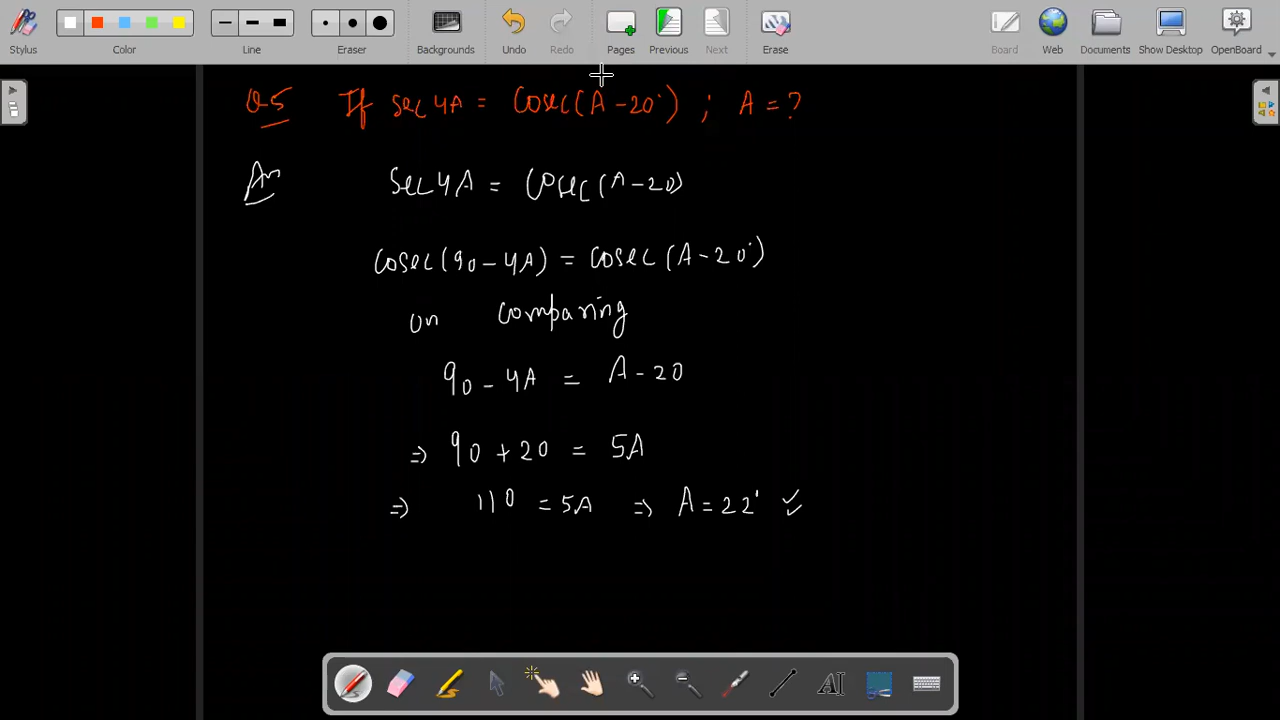 Stylus Color Line Eraser Backgrounds Undo Redo Pages Previous Next Erase Board Web Documents Show Desktop OpenBoard
Q.5 If sec 4A = Cosec(A-20°) ; A = ?
An Sec 4A = Cosec(A-20)
Cosec(90-4A) = Cosec(A-20°)
on comparing
90-4A = A-20
⇒ 90+20 = 5A
⇒ 110 = 5A ⇒ A = 22°